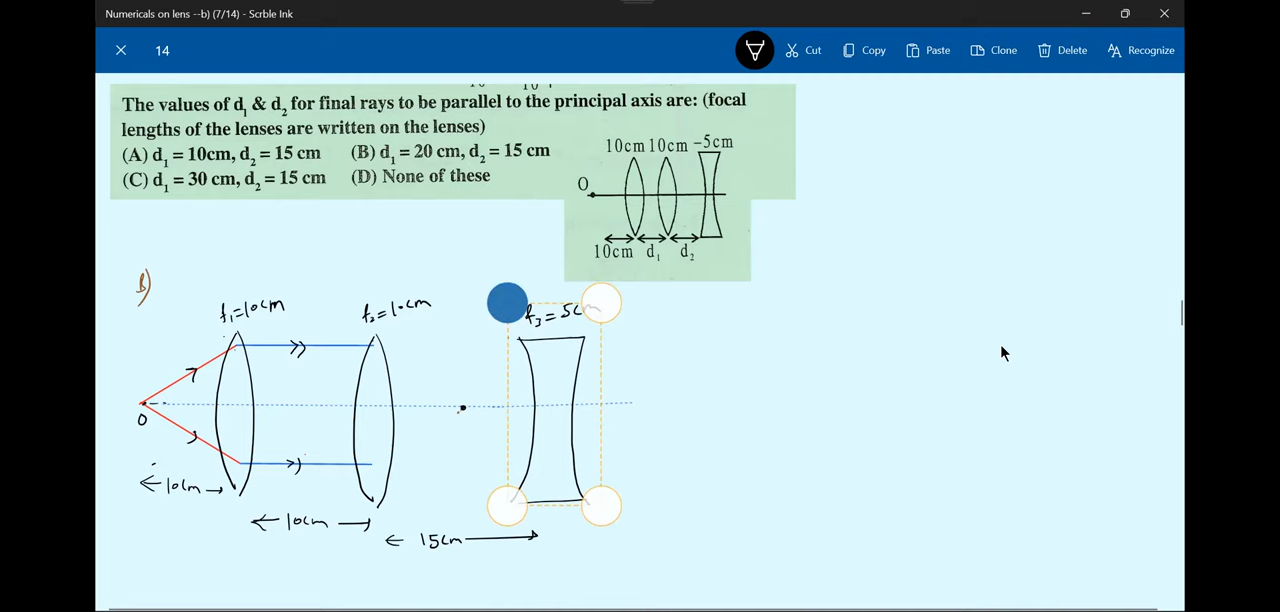 Numericals on lens --b) (7/14) - Scrble Ink
14
Cut
Copy
Paste
Clone
Delete
Recognize
The values of d₁ & d₂ for final rays to be parallel to the principal axis are: (focal
lengths of the lenses are written on the lenses)
(A) d₁ = 10cm, d₂ = 15 cm (B) d₁ = 20 cm, d₂ = 15 cm
(C) d₁ = 30 cm, d₂ = 15 cm (D) None of these
10cm 10cm -5cm
O
10cm d₁ d₂
B)
f₁=10cm
f₂=10cm
f₃=5cm
O
10cm
10cm
15cm